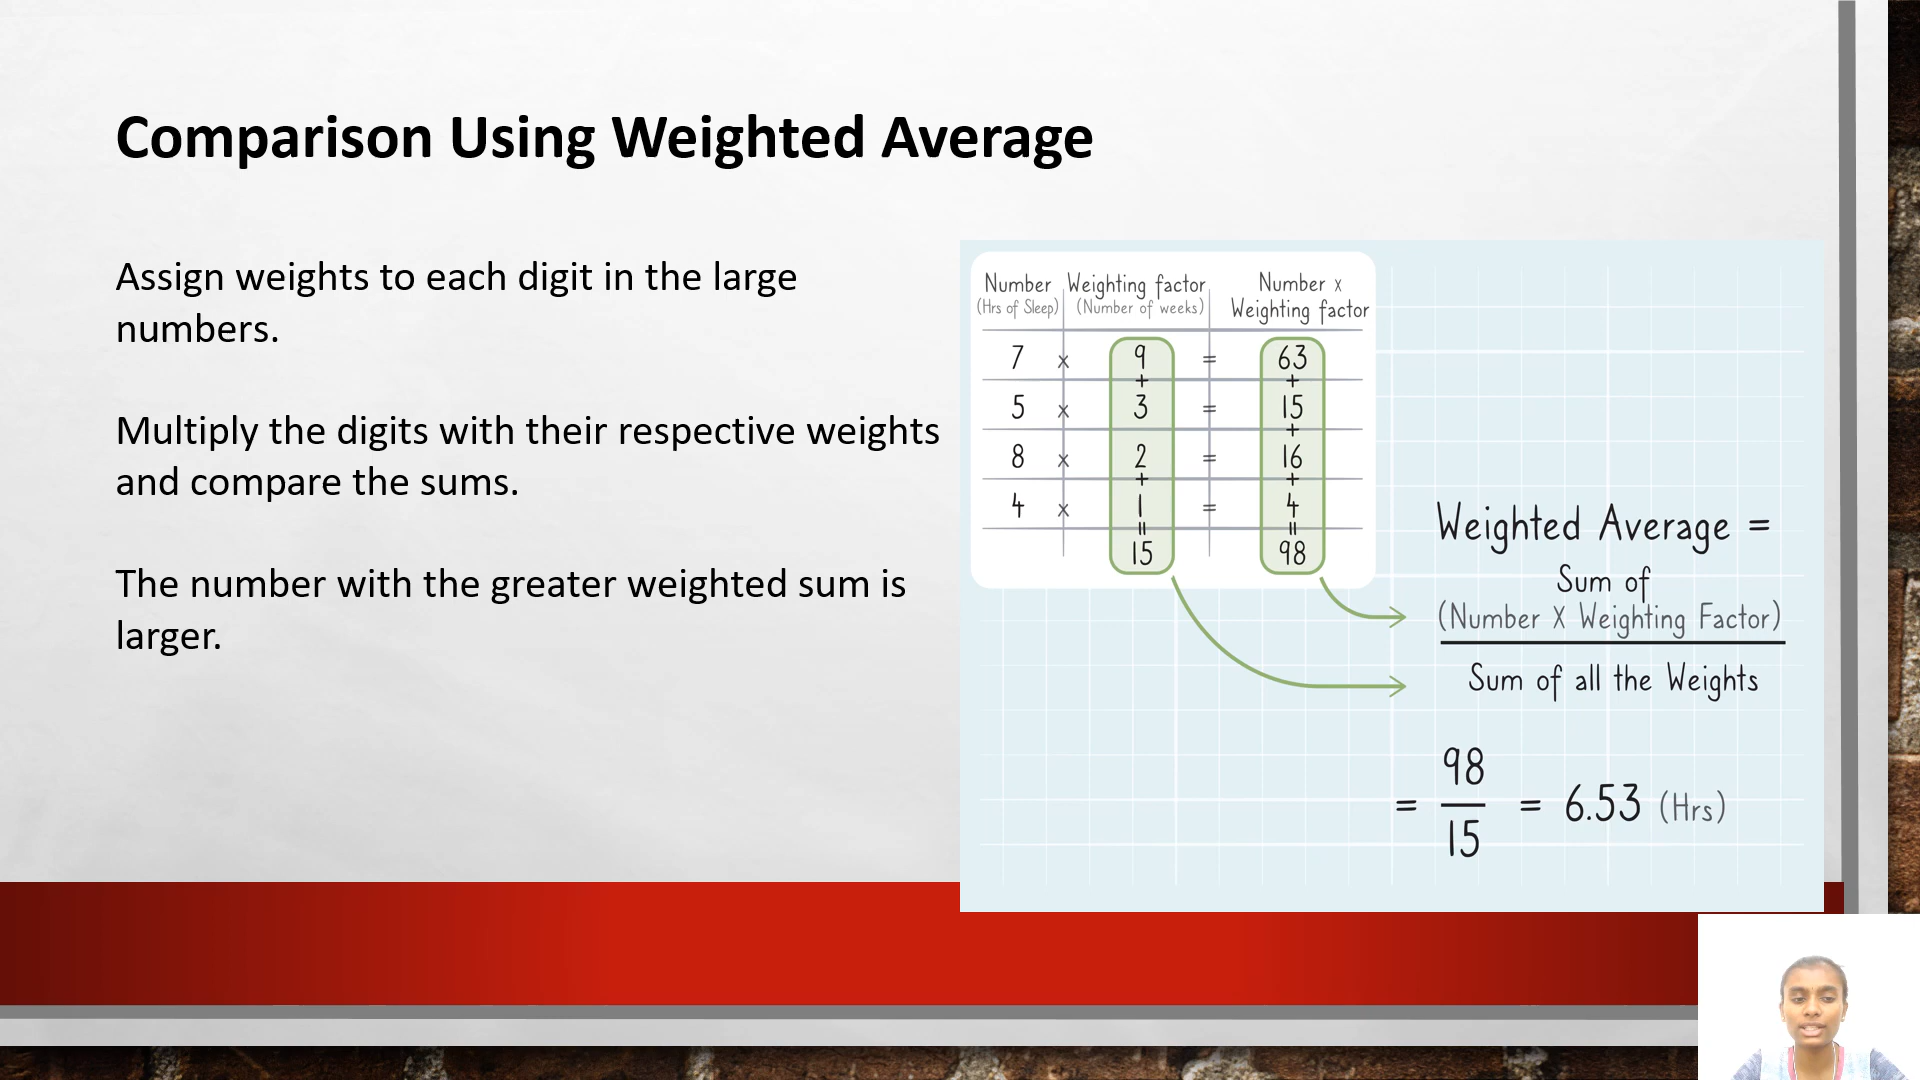 Comparison Using Weighted Average
Assign weights to each digit in the large
numbers.
Multiply the digits with their respective weights
and compare the sums.
The number with the greater weighted sum is
larger.
Number Weighting factor Number x
(Hrs of Sleep) (Number of weeks) Weighting factor
7 x 9 = 63
+ +
5 x 3 = 15
+ +
8 x 2 = 16
+ +
4 x 1 = 4
= =
15 98
Weighted Average =
Sum of
(Number X Weighting Factor)
Sum of all the Weights
= 98/15 = 6.53 (Hrs)